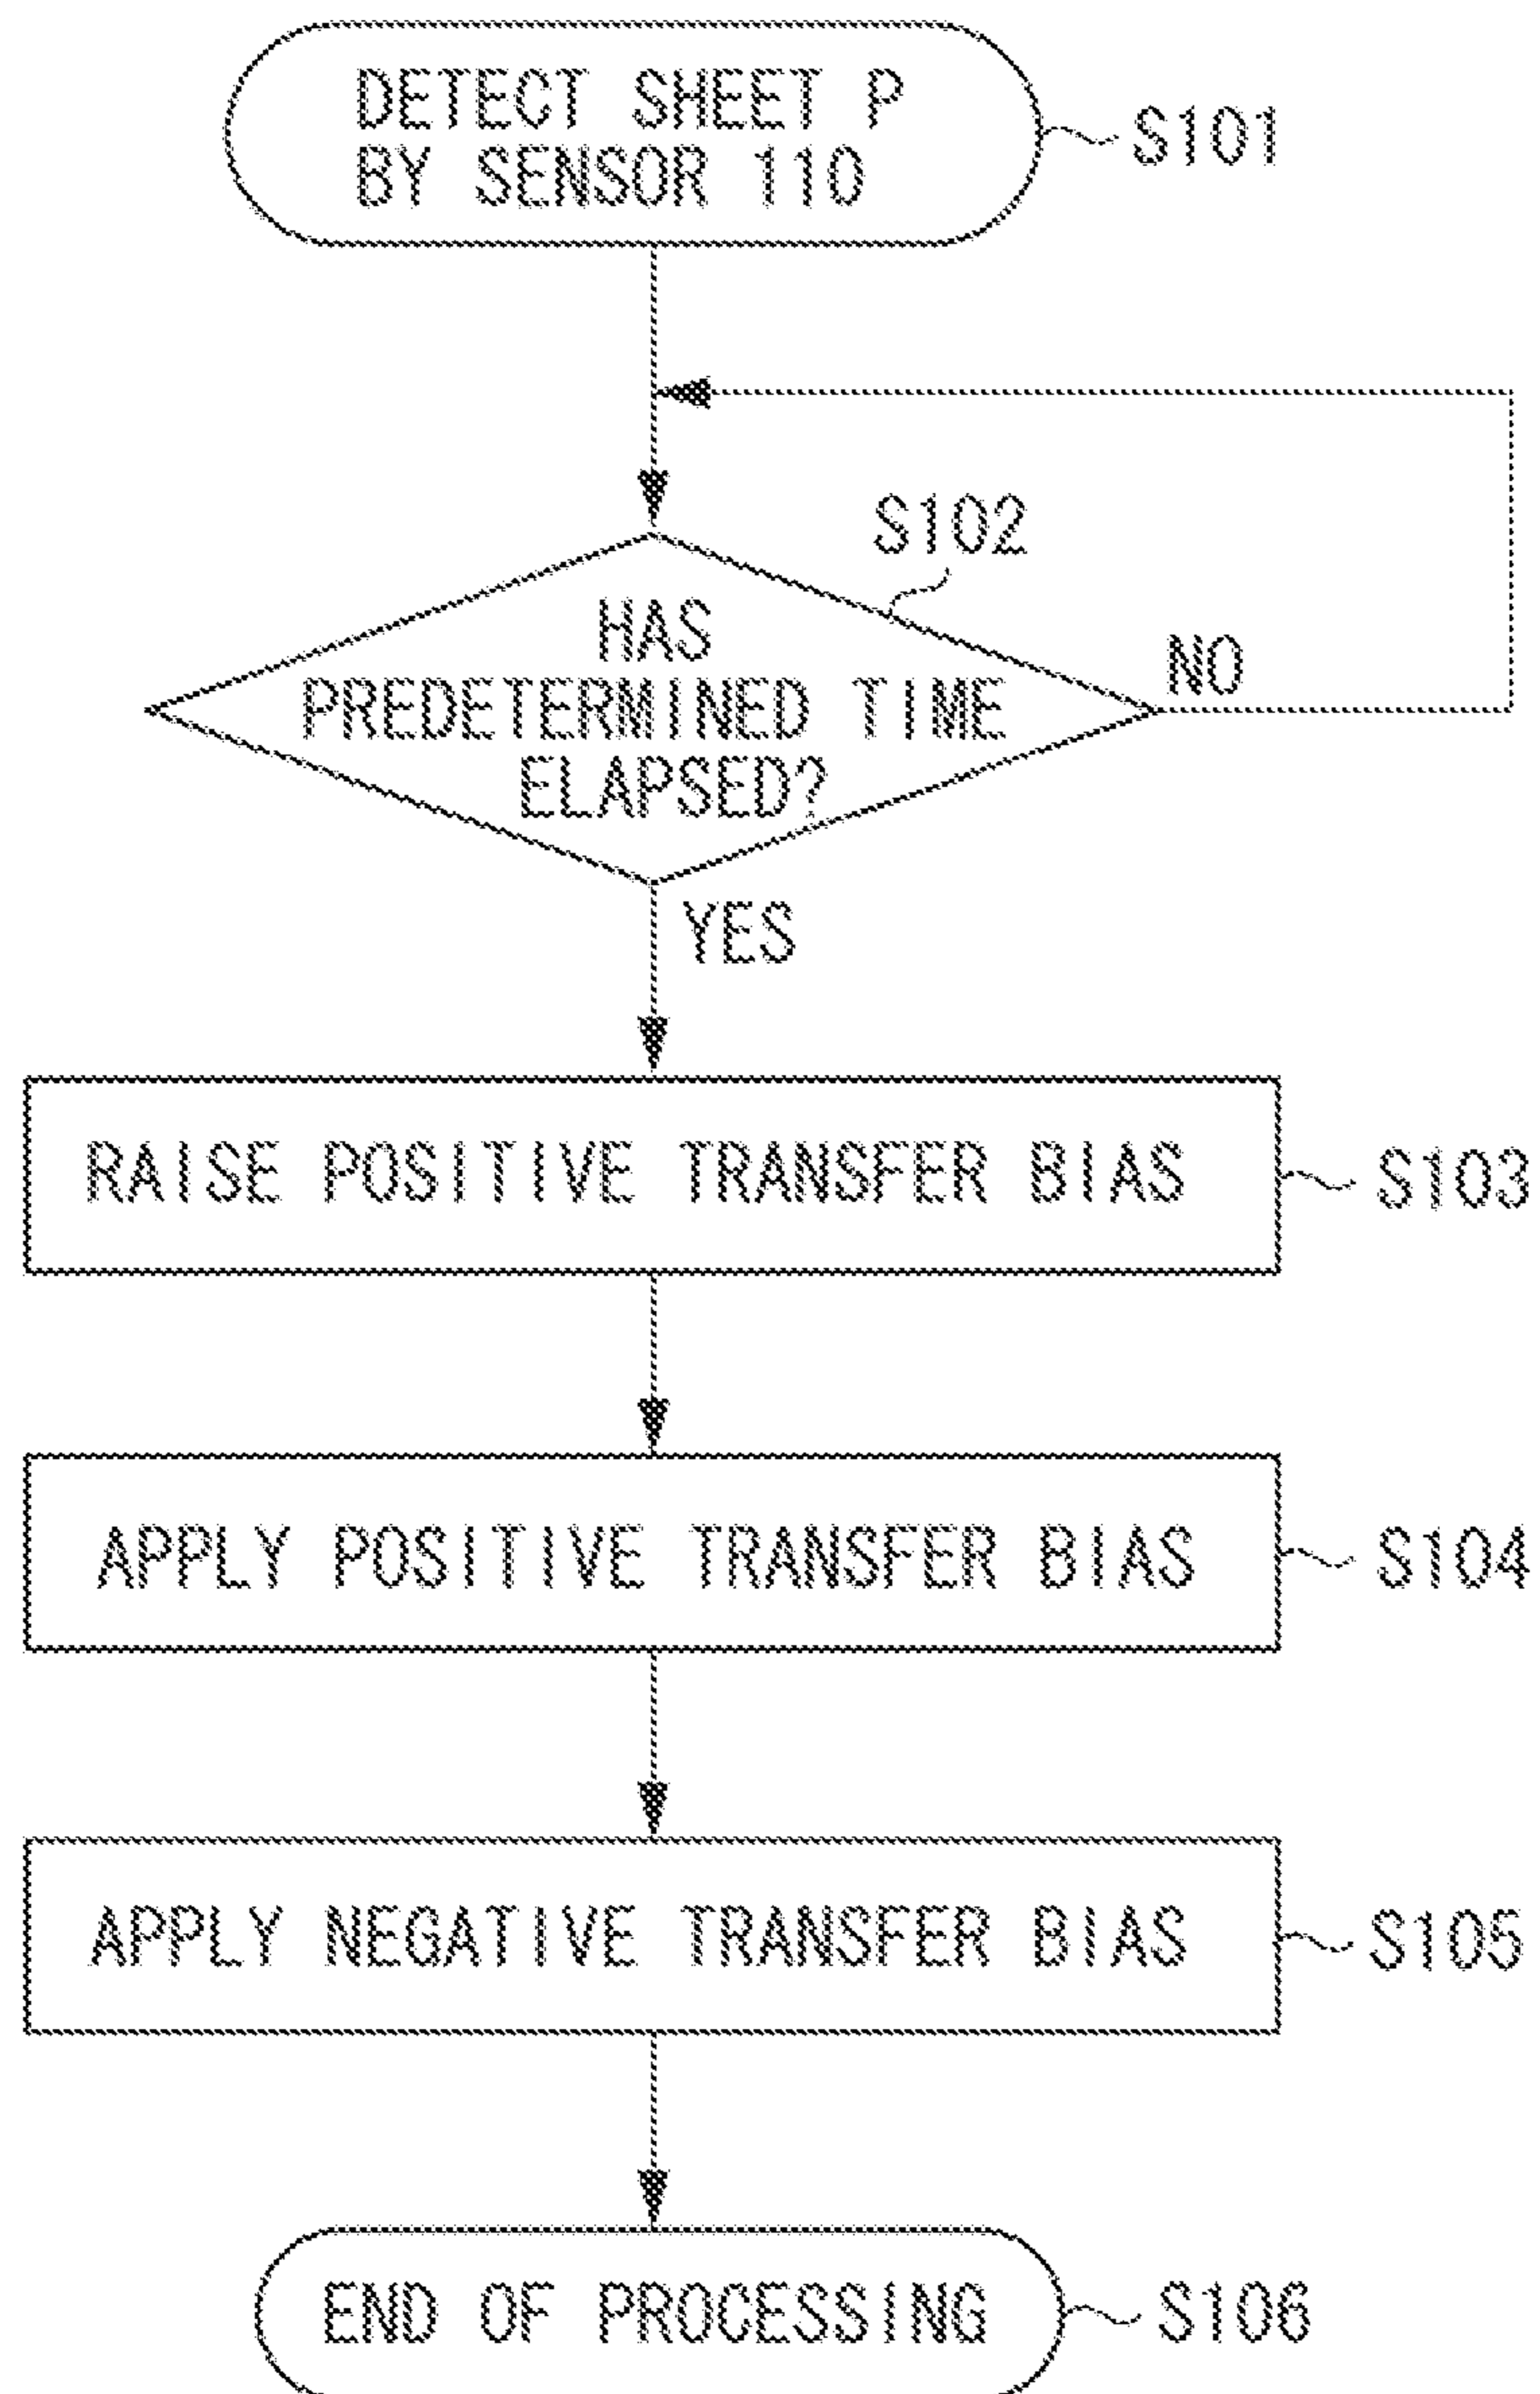 DETECT SHEET P
BY SENSOR 110
S101
S102
HAS
PREDETERMINED TIME
ELAPSED?
NO
YES
RAISE POSITIVE TRANSFER BIAS
S103
APPLY POSITIVE TRANSFER BIAS
S104
APPLY NEGATIVE TRANSFER BIAS
S105
END OF PROCESSING
S106